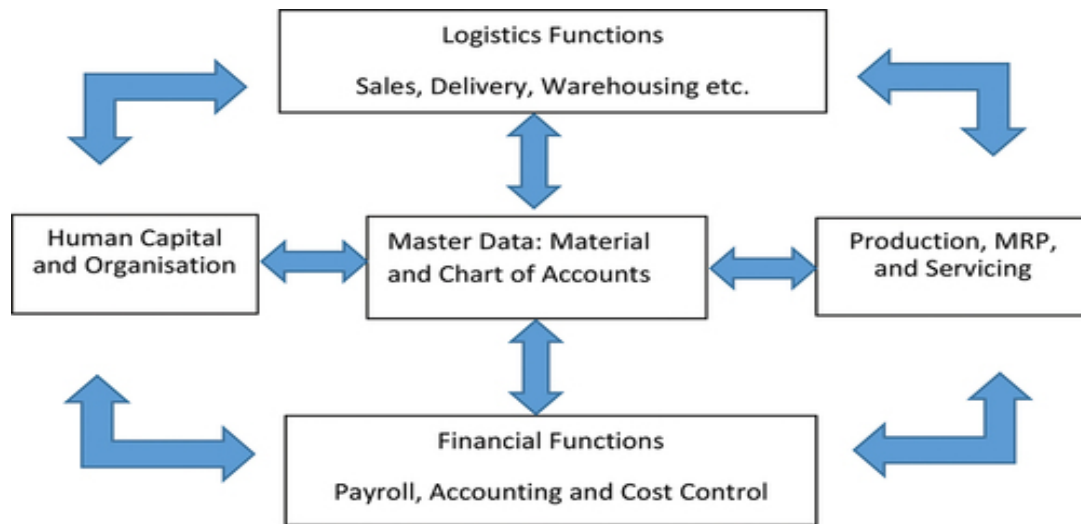 Logistics Functions
Sales, Delivery, Warehousing etc.
Human Capital
and Organisation
Master Data: Material
and Chart of Accounts
Production, MRP,
and Servicing
Financial Functions
Payroll, Accounting and Cost Control